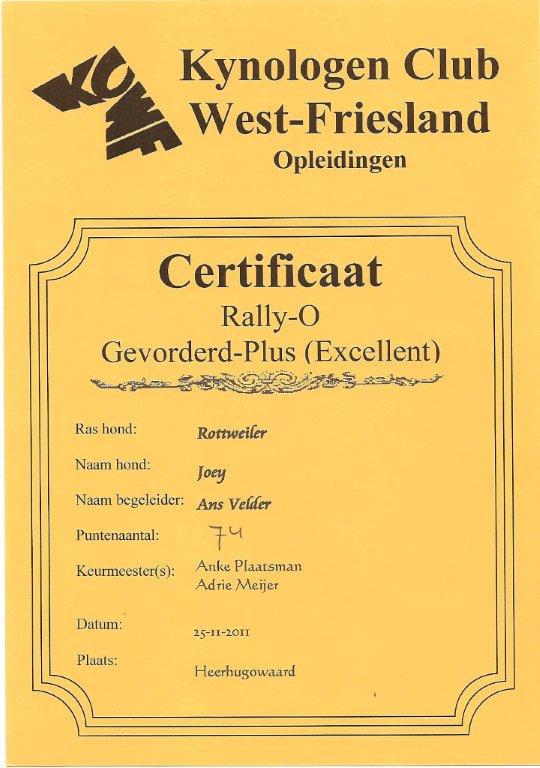 KCWF
Kynologen Club
West-Friesland
Opleidingen
Certificaat
Rally-O
Gevorderd-Plus (Excellent)
Ras hond: Rottweiler
Naam hond: Joey
Naam begeleider: Ans Velder
Puntenaantal: 74
Keurmeester(s): Anke Plaatsman
Adrie Meijer
Datum: 25-11-2011
Plaats: Heerhugowaard